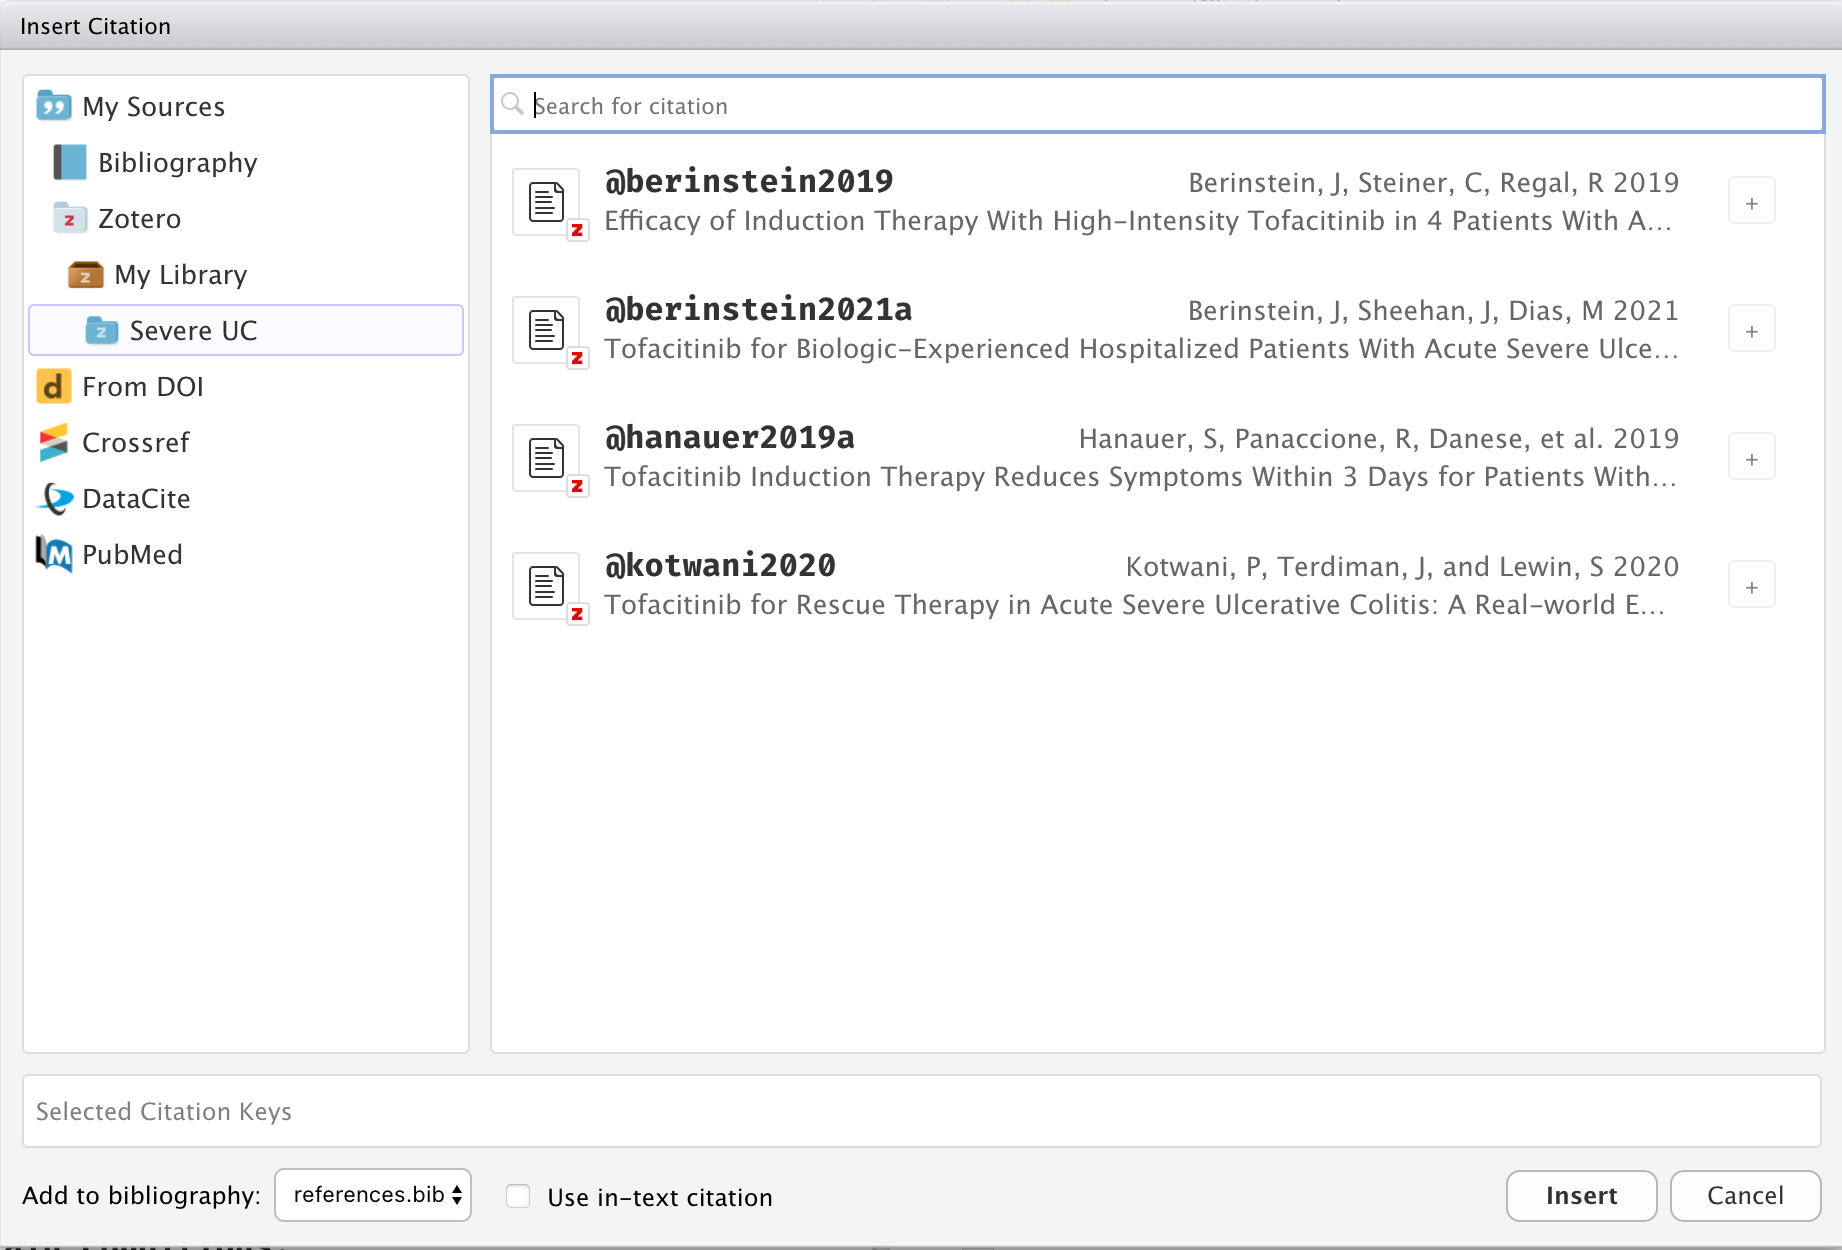 Insert Citation
My Sources
Bibliography
Zotero
My Library
Severe UC
From DOI
Crossref
DataCite
PubMed
Search for citation
@berinstein2019 Berinstein, J, Steiner, C, Regal, R 2019
Efficacy of Induction Therapy With High-Intensity Tofacitinib in 4 Patients With A...
+
@berinstein2021a Berinstein, J, Sheehan, J, Dias, M 2021
Tofacitinib for Biologic-Experienced Hospitalized Patients With Acute Severe Ulce...
+
@hanauer2019a Hanauer, S, Panaccione, R, Danese, et al. 2019
Tofacitinib Induction Therapy Reduces Symptoms Within 3 Days for Patients With...
+
@kotwani2020 Kotwani, P, Terdiman, J, and Lewin, S 2020
Tofacitinib for Rescue Therapy in Acute Severe Ulcerative Colitis: A Real-world E...
+
Selected Citation Keys
Add to bibliography: references.bib Use in-text citation Insert Cancel